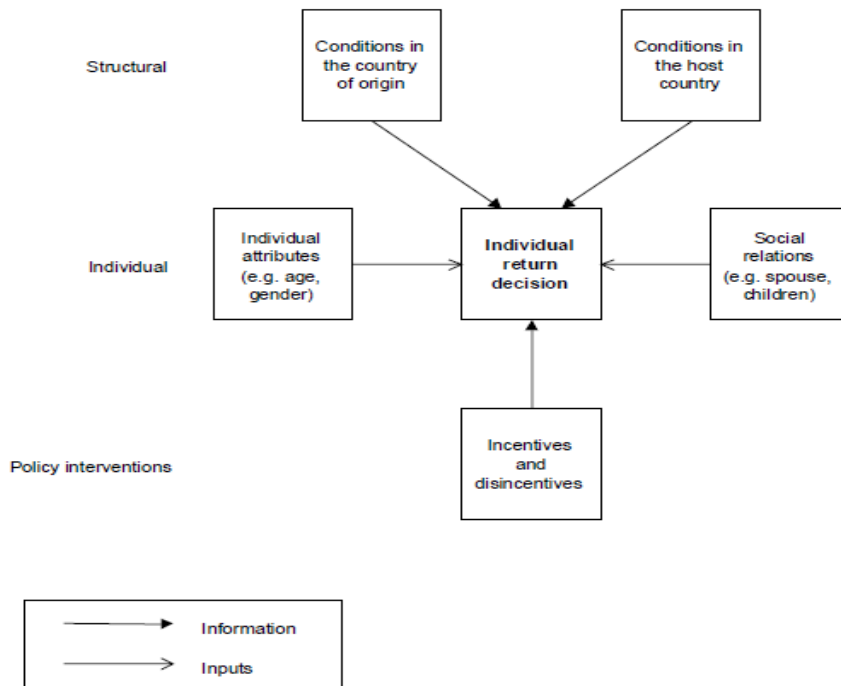 Structural
Conditions in
the country
of origin
Conditions in
the host
country
Individual
Individual
attributes
(e.g. age,
gender)
Individual
return
decision
Social
relations
(e.g. spouse,
children)
Policy interventions
Incentives
and
disincentives
Information
Inputs